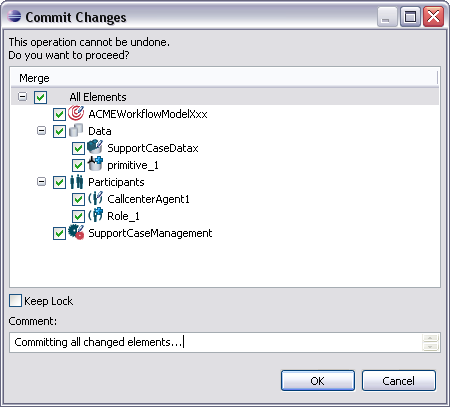 Commit Changes
This operation cannot be undone.
Do you want to proceed?
Merge
All Elements
ACMEWorkflowModelXxx
Data
SupportCaseDatax
primitive_1
Participants
CallcenterAgent1
Role_1
SupportCaseManagement
Keep Lock
Comment:
Committing all changed elements...
OK
Cancel